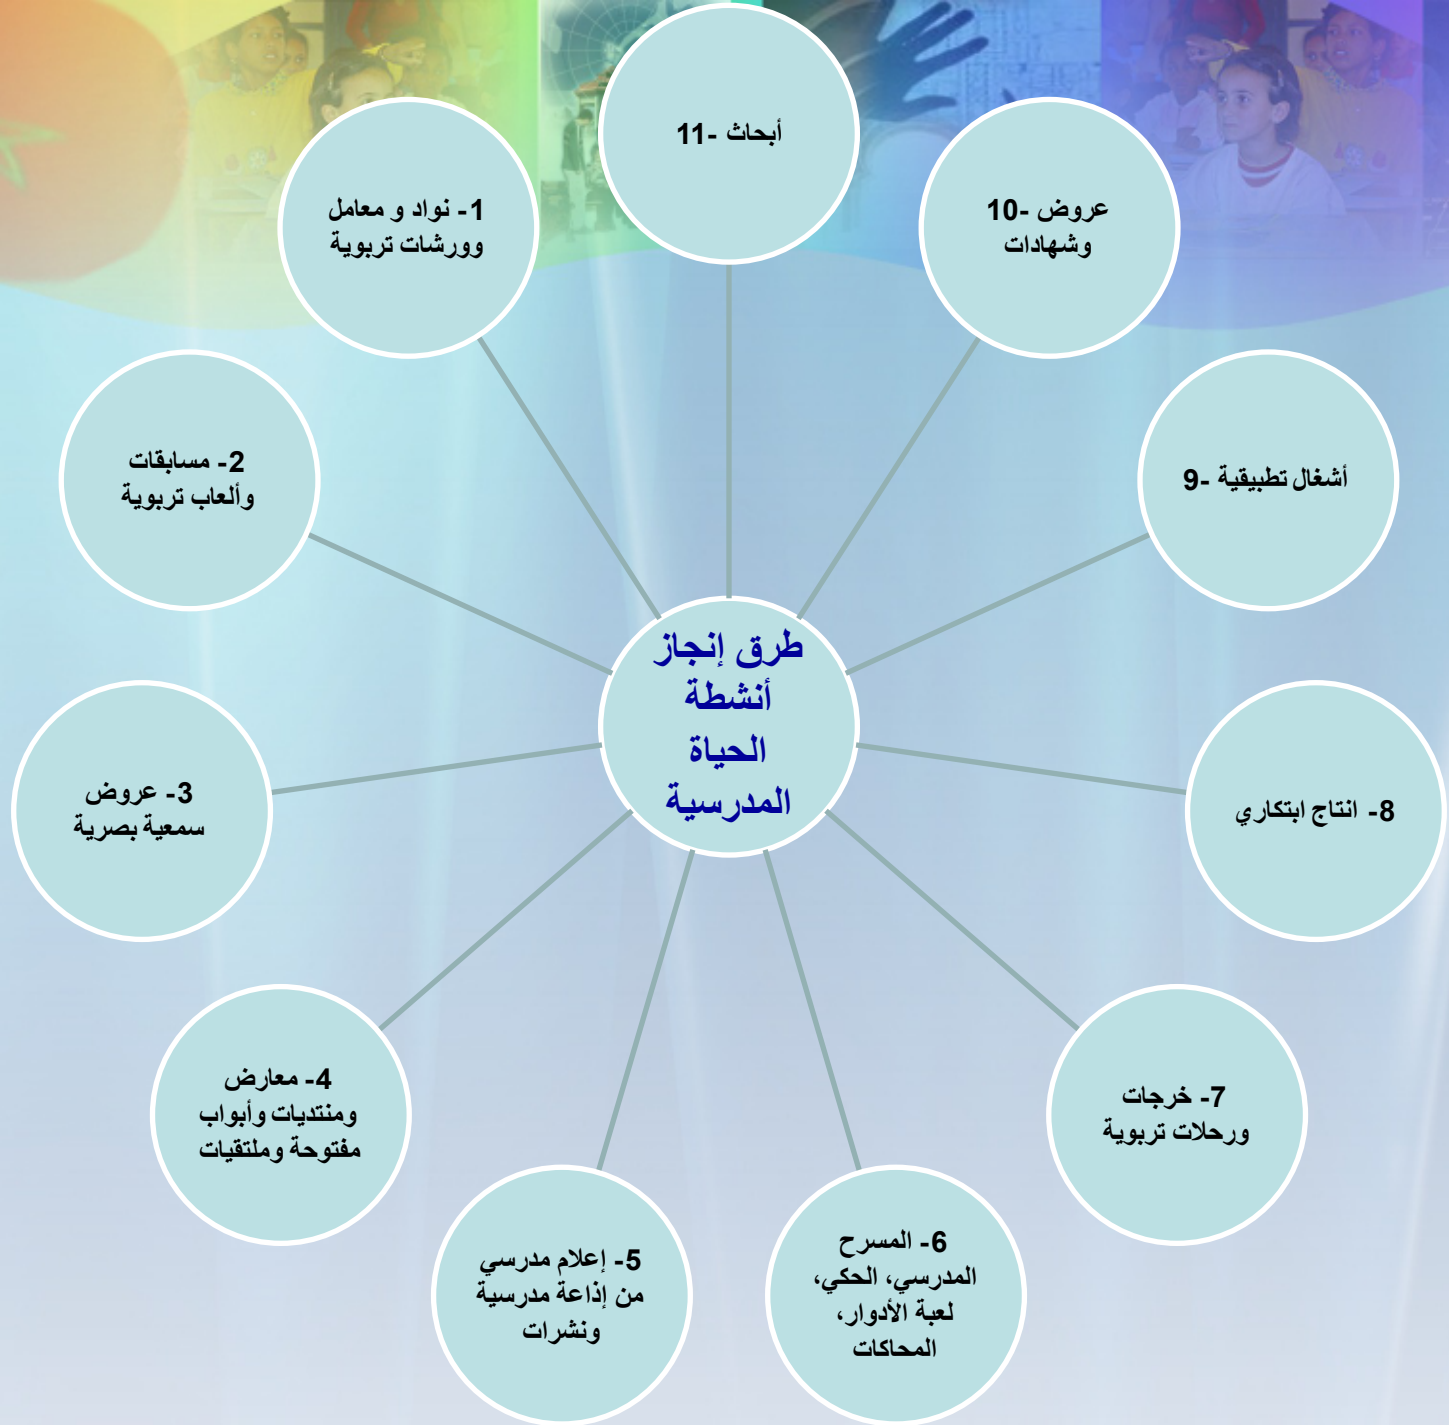 طرق إنجاز
أنشطة
الحياة
المدرسية
1- نواد و معامل
وورشات تربوية
2- مسابقات
وألعاب تربوية
3- عروض
سمعية بصرية
4- معارض
ومنتديات وأبواب
مفتوحة وملتقيات
5- إعلام مدرسي
من إذاعة مدرسية
ونشرات
6- المسرح
المدرسي، الحكي،
لعبة الأدوار،
المحاكات
7- خرجات
ورحلات تربوية
8- انتاج ابتكاري
أشغال تطبيقية -9
عروض -10
وشهادات
أبحاث -11